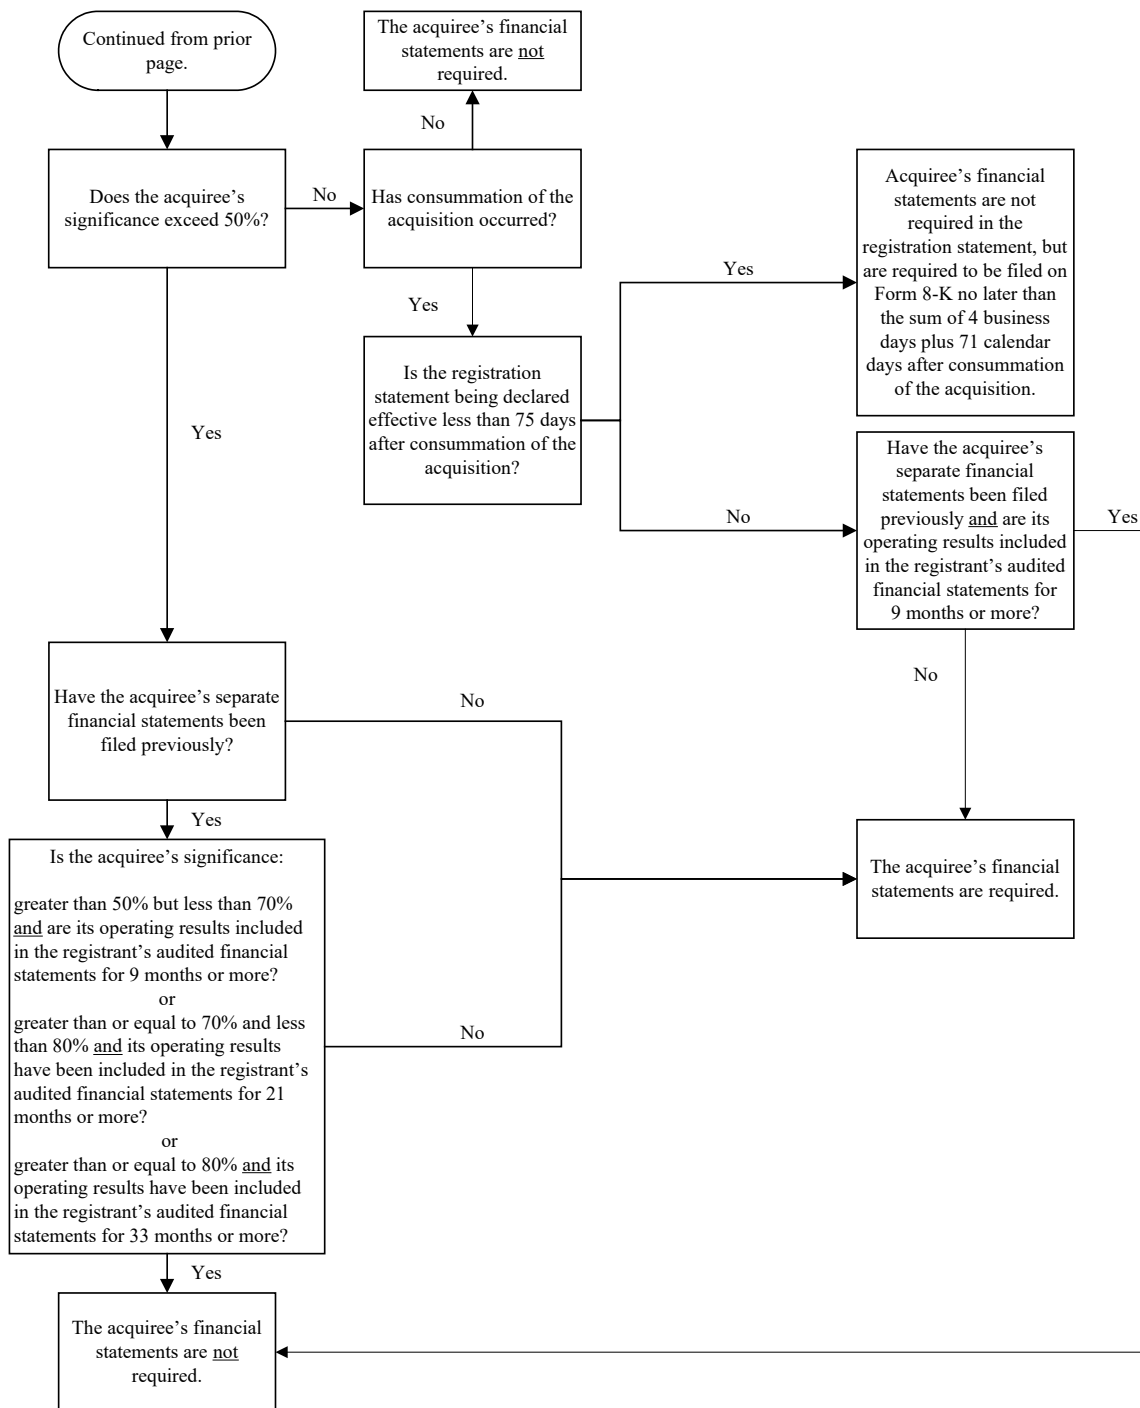 Continued from prior
page.
The acquiree’s financial
statements are not
required.
No
Does the acquiree’s
significance exceed 50%?
No
Has consummation of the
acquisition occurred?
Acquiree’s financial
statements are not
required in the
registration statement, but
are required to be filed on
Form 8-K no later than
the sum of 4 business
days plus 71 calendar
days after consummation
of the acquisition.
Yes
Yes
Is the registration
statement being declared
effective less than 75 days
after consummation of the
acquisition?
Yes
No
Have the acquiree’s
separate financial
statements been filed
previously and are its
operating results included
in the registrant’s audited
financial statements for
9 months or more?
Yes
No
Have the acquiree’s separate
financial statements been
filed previously?
No
Yes
The acquiree’s financial
statements are required.
Is the acquiree’s significance:
greater than 50% but less than 70%
and are its operating results included
in the registrant’s audited financial
statements for 9 months or more?
or
greater than or equal to 70% and less
than 80% and its operating results
have been included in the registrant’s
audited financial statements for 21
months or more?
or
greater than or equal to 80% and its
operating results have been included
in the registrant’s audited financial
statements for 33 months or more?
No
Yes
The acquiree’s financial
statements are not
required.